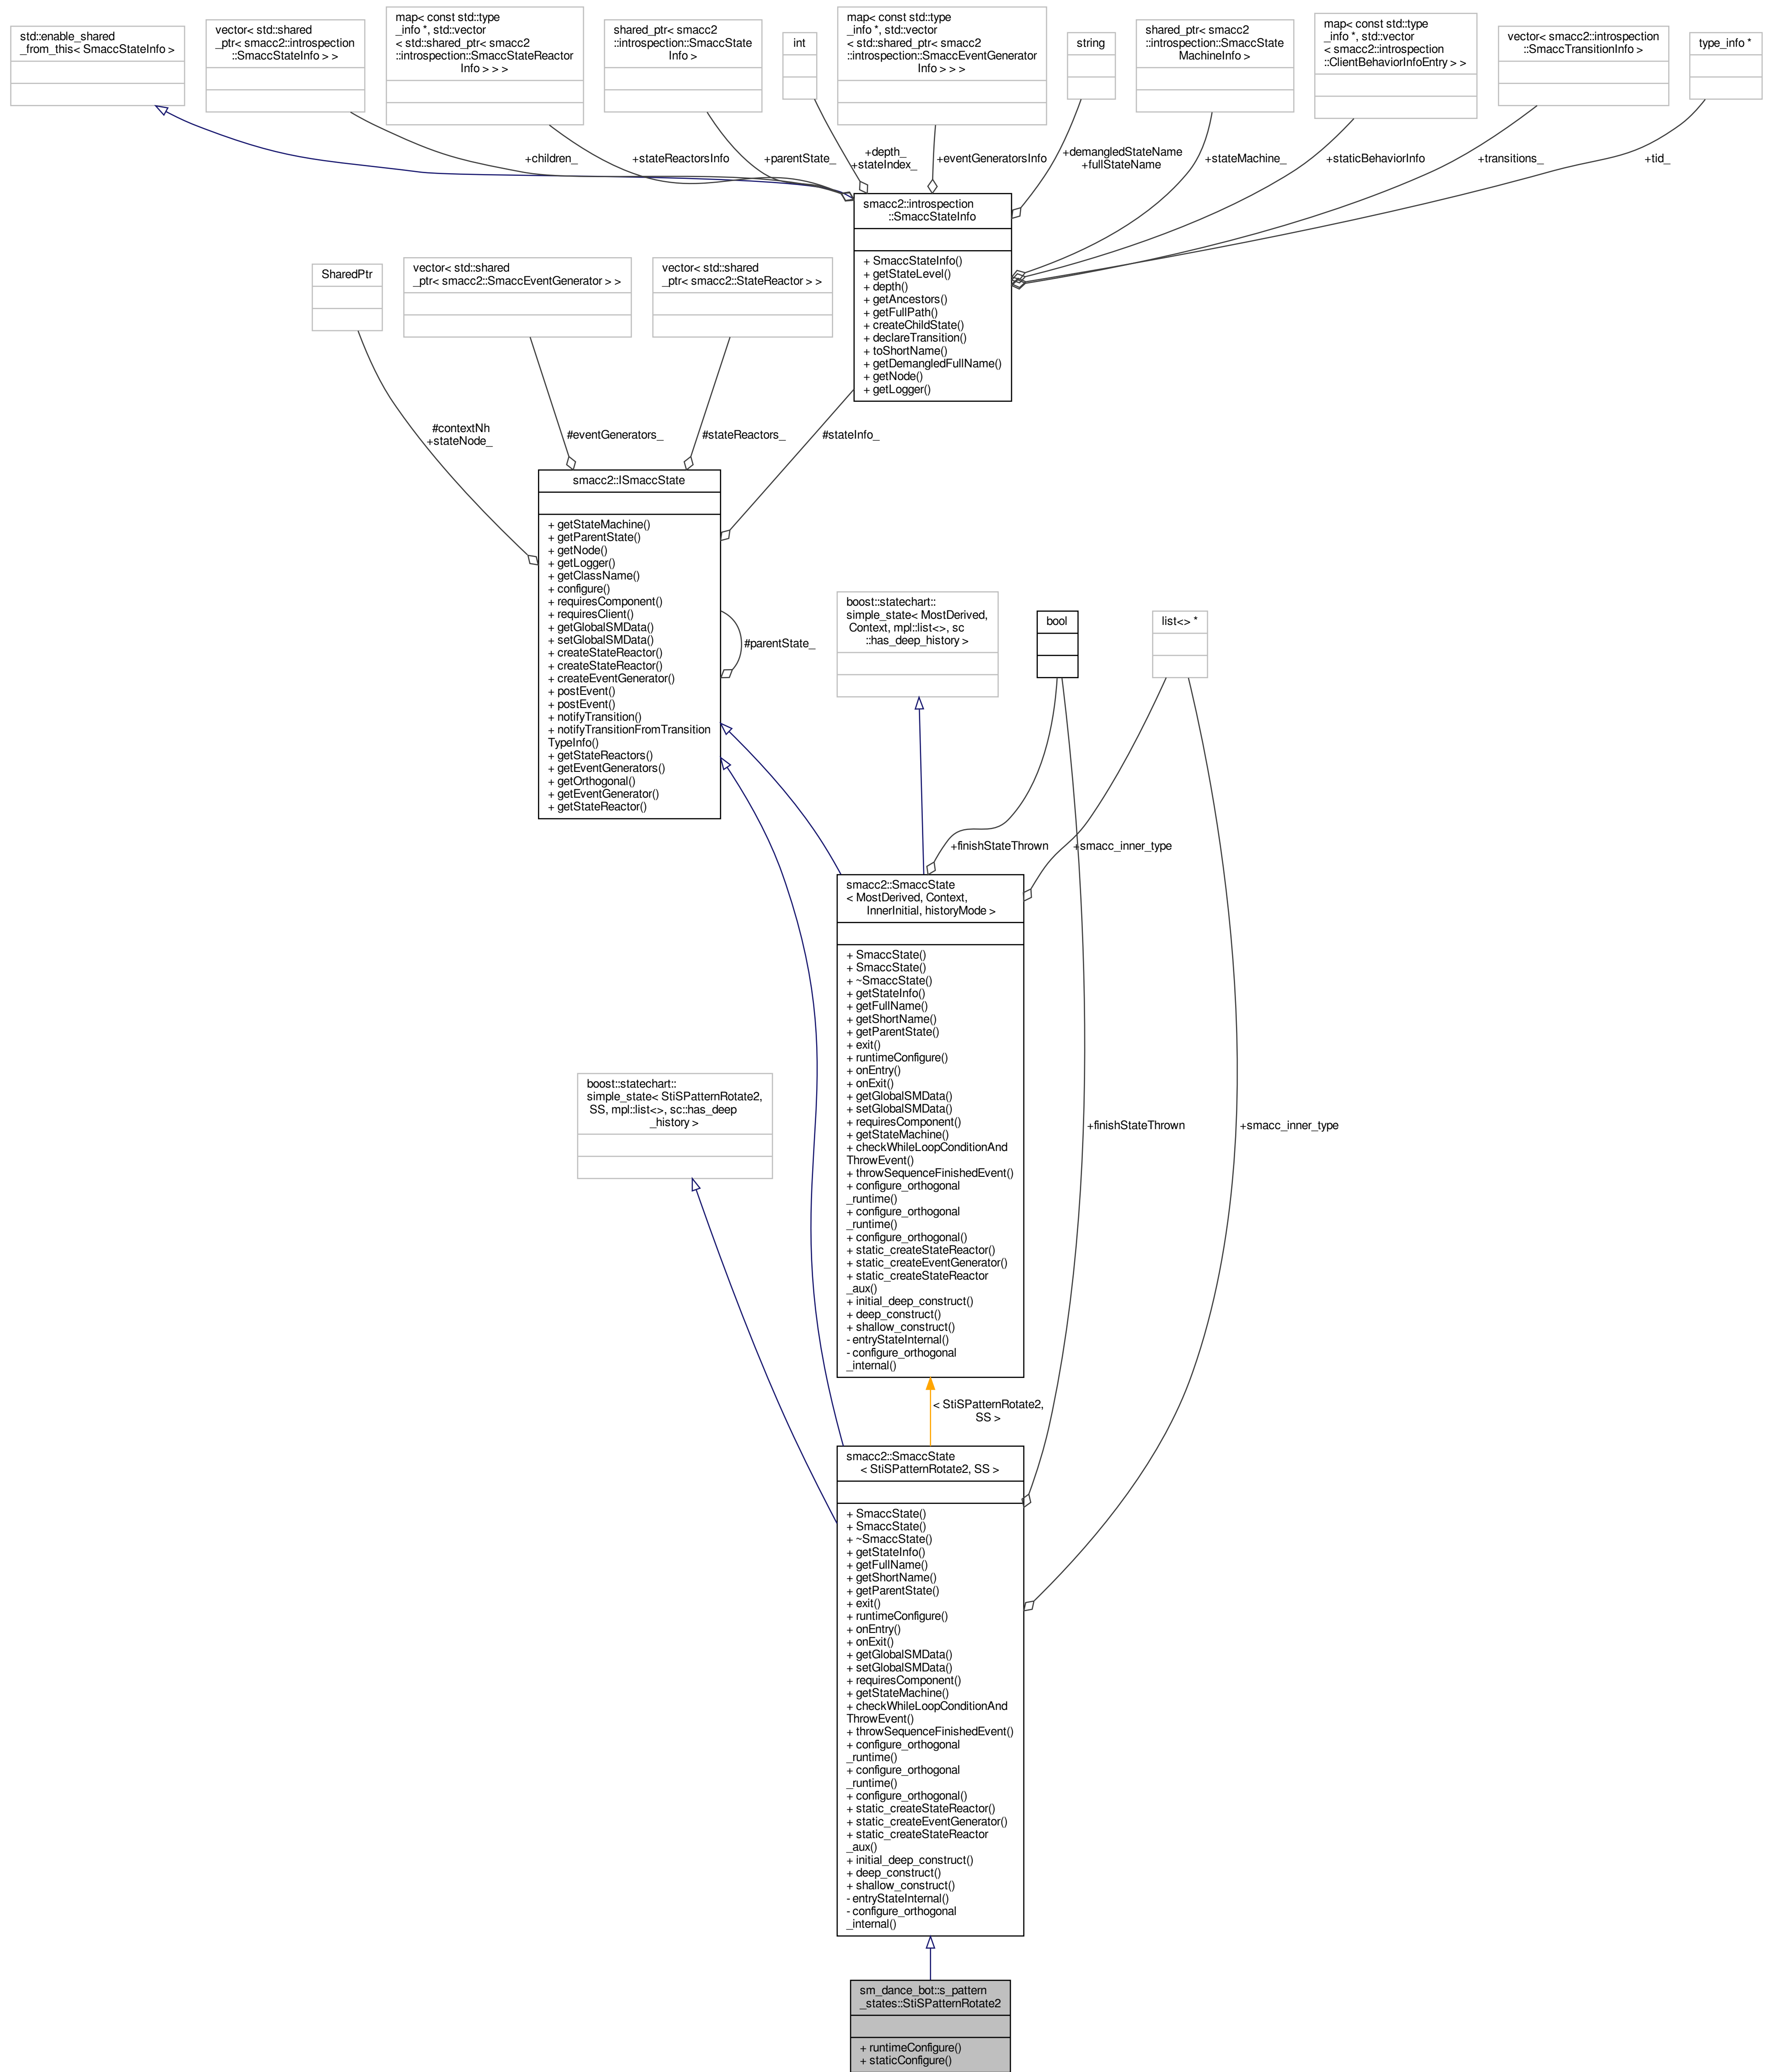 std::enable_shared
_from_this< SmaccStateInfo >
vector< std::shared
_ptr< smacc2::introspection
::SmaccStateInfo > >
map< const std::type
_info *, std::vector
< std::shared_ptr< smacc2
::introspection::SmaccStateReactor
Info > > >
shared_ptr< smacc2
::introspection::SmaccState
Info >
int
map< const std::type
_info *, std::vector
< std::shared_ptr< smacc2
::introspection::SmaccEventGenerator
Info > > >
string
shared_ptr< smacc2
::introspection::SmaccState
MachineInfo >
map< const std::type
_info *, std::vector
< smacc2::introspection
::ClientBehaviorInfoEntry > >
vector< smacc2::introspection
::SmaccTransitionInfo >
type_info *
+children_
+stateReactorsInfo
+parentState_
+depth_
+stateIndex_
+eventGeneratorsInfo
+demangledStateName
+fullStateName
+stateMachine_
+staticBehaviorInfo
+transitions_
+tid_
smacc2::introspection
::SmaccStateInfo
+ SmaccStateInfo()
+ getStateLevel()
+ depth()
+ getAncestors()
+ getFullPath()
+ createChildState()
+ declareTransition()
+ toShortName()
+ getDemangledFullName()
+ getNode()
+ getLogger()
SharedPtr
vector< std::shared
_ptr< smacc2::SmaccEventGenerator > >
vector< std::shared
_ptr< smacc2::StateReactor > >
#contextNh
+stateNode_
#eventGenerators_
#stateReactors_
#stateInfo_
smacc2::ISmaccState
+ getStateMachine()
+ getParentState()
+ getNode()
+ getLogger()
+ getClassName()
+ configure()
+ requiresComponent()
+ requiresClient()
+ getGlobalSMData()
+ setGlobalSMData()
+ createStateReactor()
+ createStateReactor()
+ createEventGenerator()
+ postEvent()
+ postEvent()
+ notifyTransition()
+ notifyTransitionFromTransition
TypeInfo()
+ getStateReactors()
+ getEventGenerators()
+ getOrthogonal()
+ getEventGenerator()
+ getStateReactor()
#parentState_
boost::statechart::
simple_state< MostDerived,
Context, mpl::list<>, sc
::has_deep_history >
bool
list<> *
+finishStateThrown
+smacc_inner_type
smacc2::SmaccState
< MostDerived, Context,
InnerInitial, historyMode >
+ SmaccState()
+ SmaccState()
+ ~SmaccState()
+ getStateInfo()
+ getFullName()
+ getShortName()
+ getParentState()
+ exit()
+ runtimeConfigure()
+ onEntry()
+ onExit()
+ getGlobalSMData()
+ setGlobalSMData()
+ requiresComponent()
+ getStateMachine()
+ checkWhileLoopConditionAnd
ThrowEvent()
+ throwSequenceFinishedEvent()
+ configure_orthogonal
_runtime()
+ configure_orthogonal
_runtime()
+ configure_orthogonal()
+ static_createStateReactor()
+ static_createEventGenerator()
+ static_createStateReactor
_aux()
+ initial_deep_construct()
+ deep_construct()
+ shallow_construct()
- entryStateInternal()
- configure_orthogonal
_internal()
boost::statechart::
simple_state< StiSPatternRotate2,
SS, mpl::list<>, sc::has_deep
_history >
+finishStateThrown
+smacc_inner_type
< StiSPatternRotate2,
SS >
smacc2::SmaccState
< StiSPatternRotate2, SS >
+ SmaccState()
+ SmaccState()
+ ~SmaccState()
+ getStateInfo()
+ getFullName()
+ getShortName()
+ getParentState()
+ exit()
+ runtimeConfigure()
+ onEntry()
+ onExit()
+ getGlobalSMData()
+ setGlobalSMData()
+ requiresComponent()
+ getStateMachine()
+ checkWhileLoopConditionAnd
ThrowEvent()
+ throwSequenceFinishedEvent()
+ configure_orthogonal
_runtime()
+ configure_orthogonal
_runtime()
+ configure_orthogonal()
+ static_createStateReactor()
+ static_createEventGenerator()
+ static_createStateReactor
_aux()
+ initial_deep_construct()
+ deep_construct()
+ shallow_construct()
- entryStateInternal()
- configure_orthogonal
_internal()
sm_dance_bot::s_pattern
_states::StiSPatternRotate2
+ runtimeConfigure()
+ staticConfigure()